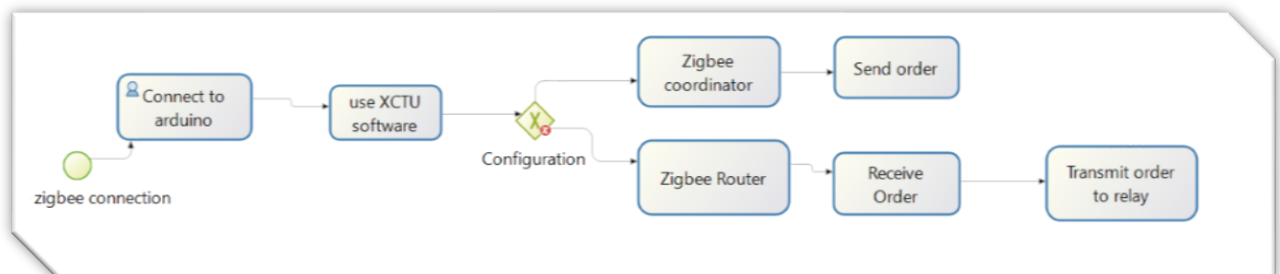 zigbee connection
Connect to
arduino
use XCTU
software
Configuration
Zigbee
coordinator
Send order
Zigbee Router
Receive
Order
Transmit order
to relay